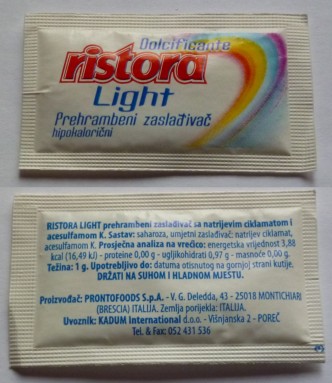 Dolcificante
ristora
Light
Prehrambeni zaslađivač
hipokalorični
RISTORA LIGHT prehrambeni zaslađivač sa natrijevim ciklamatom i
acesulfamom K. Sastav: saharoza, umjetni zaslađivač: natrijev ciklamat,
acesulfamom K. Prosječna analiza na vrećico: energetska vrijednost 3,88
kcal (16,49 kJ) - proteine 0,00 g - ugljikohidrati 0,97 g - masnoće 0,00 g.
Težina: 1 g. Upotrebljivo do: datuma otisnutog na gornjoj strani kutije.
DRŽATI NA SUHOM I HLADNOM MJESTU.
Proizvođač: PRONTOFOODS S.p.A. - V. G. Deledda, 43 - 25018 MONTICHIARI
(BRESCIA) ITALIJA. Zemlja porijekla: ITALIJA.
Uvoznik: KADUM International d.o.o. - Višnjanska 2 - POREČ
Tel. & Fax: 052 431 536